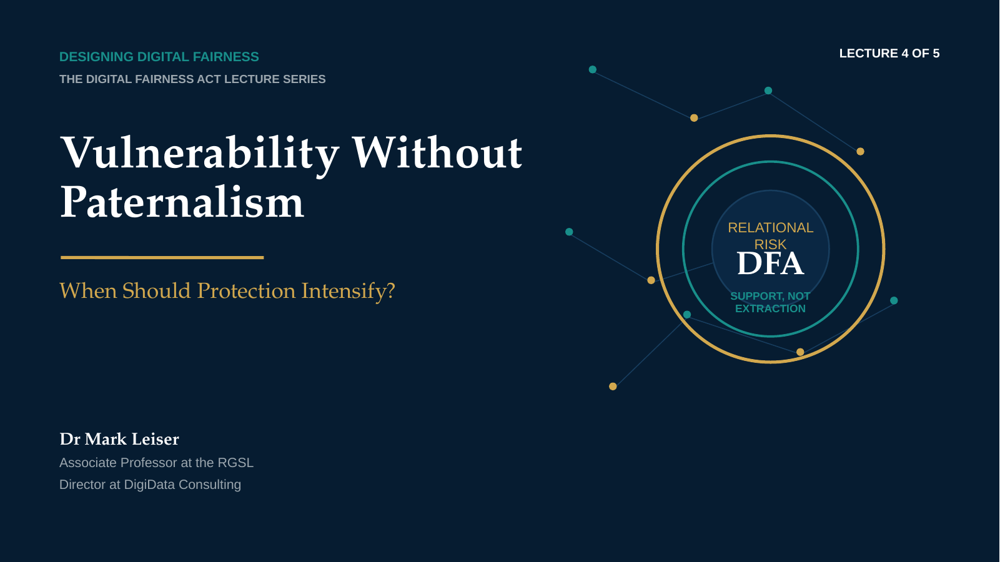 DESIGNING DIGITAL FAIRNESS
THE DIGITAL FAIRNESS ACT LECTURE SERIES
LECTURE 4 OF 5
Vulnerability Without
Paternalism
When Should Protection Intensify?
RELATIONAL
RISK
DFA
SUPPORT, NOT
EXTRACTION
Dr Mark Leiser
Associate Professor at the RGSL
Director at DigiData Consulting